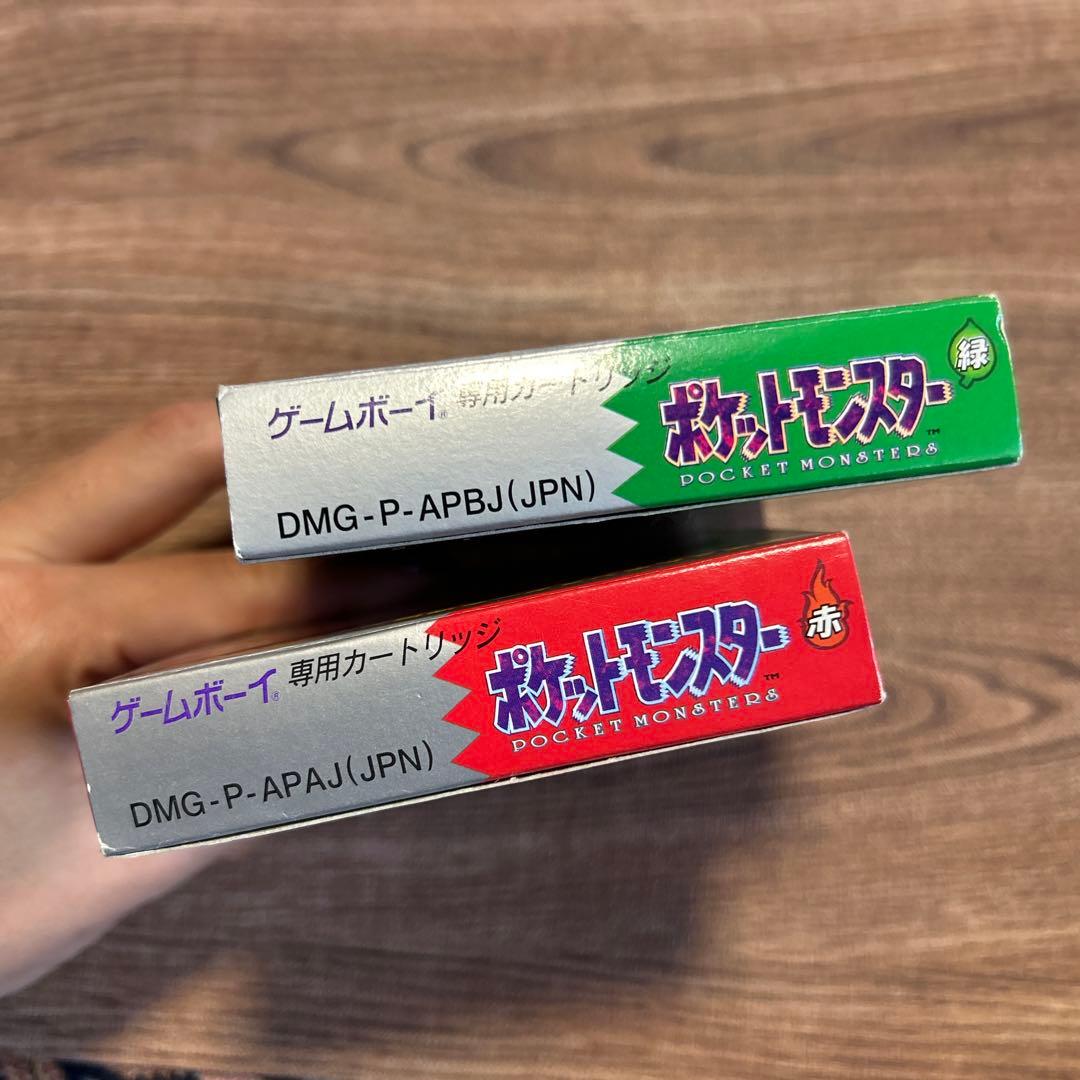 ゲームボーイ® 専用カートリッジ
DMG-P-APBJ(JPN)
ポケットモンスター™
POCKET MONSTERS
緑
ゲームボーイ® 専用カートリッジ
DMG-P-APAJ(JPN)
ポケットモンスター™
POCKET MONSTERS
赤